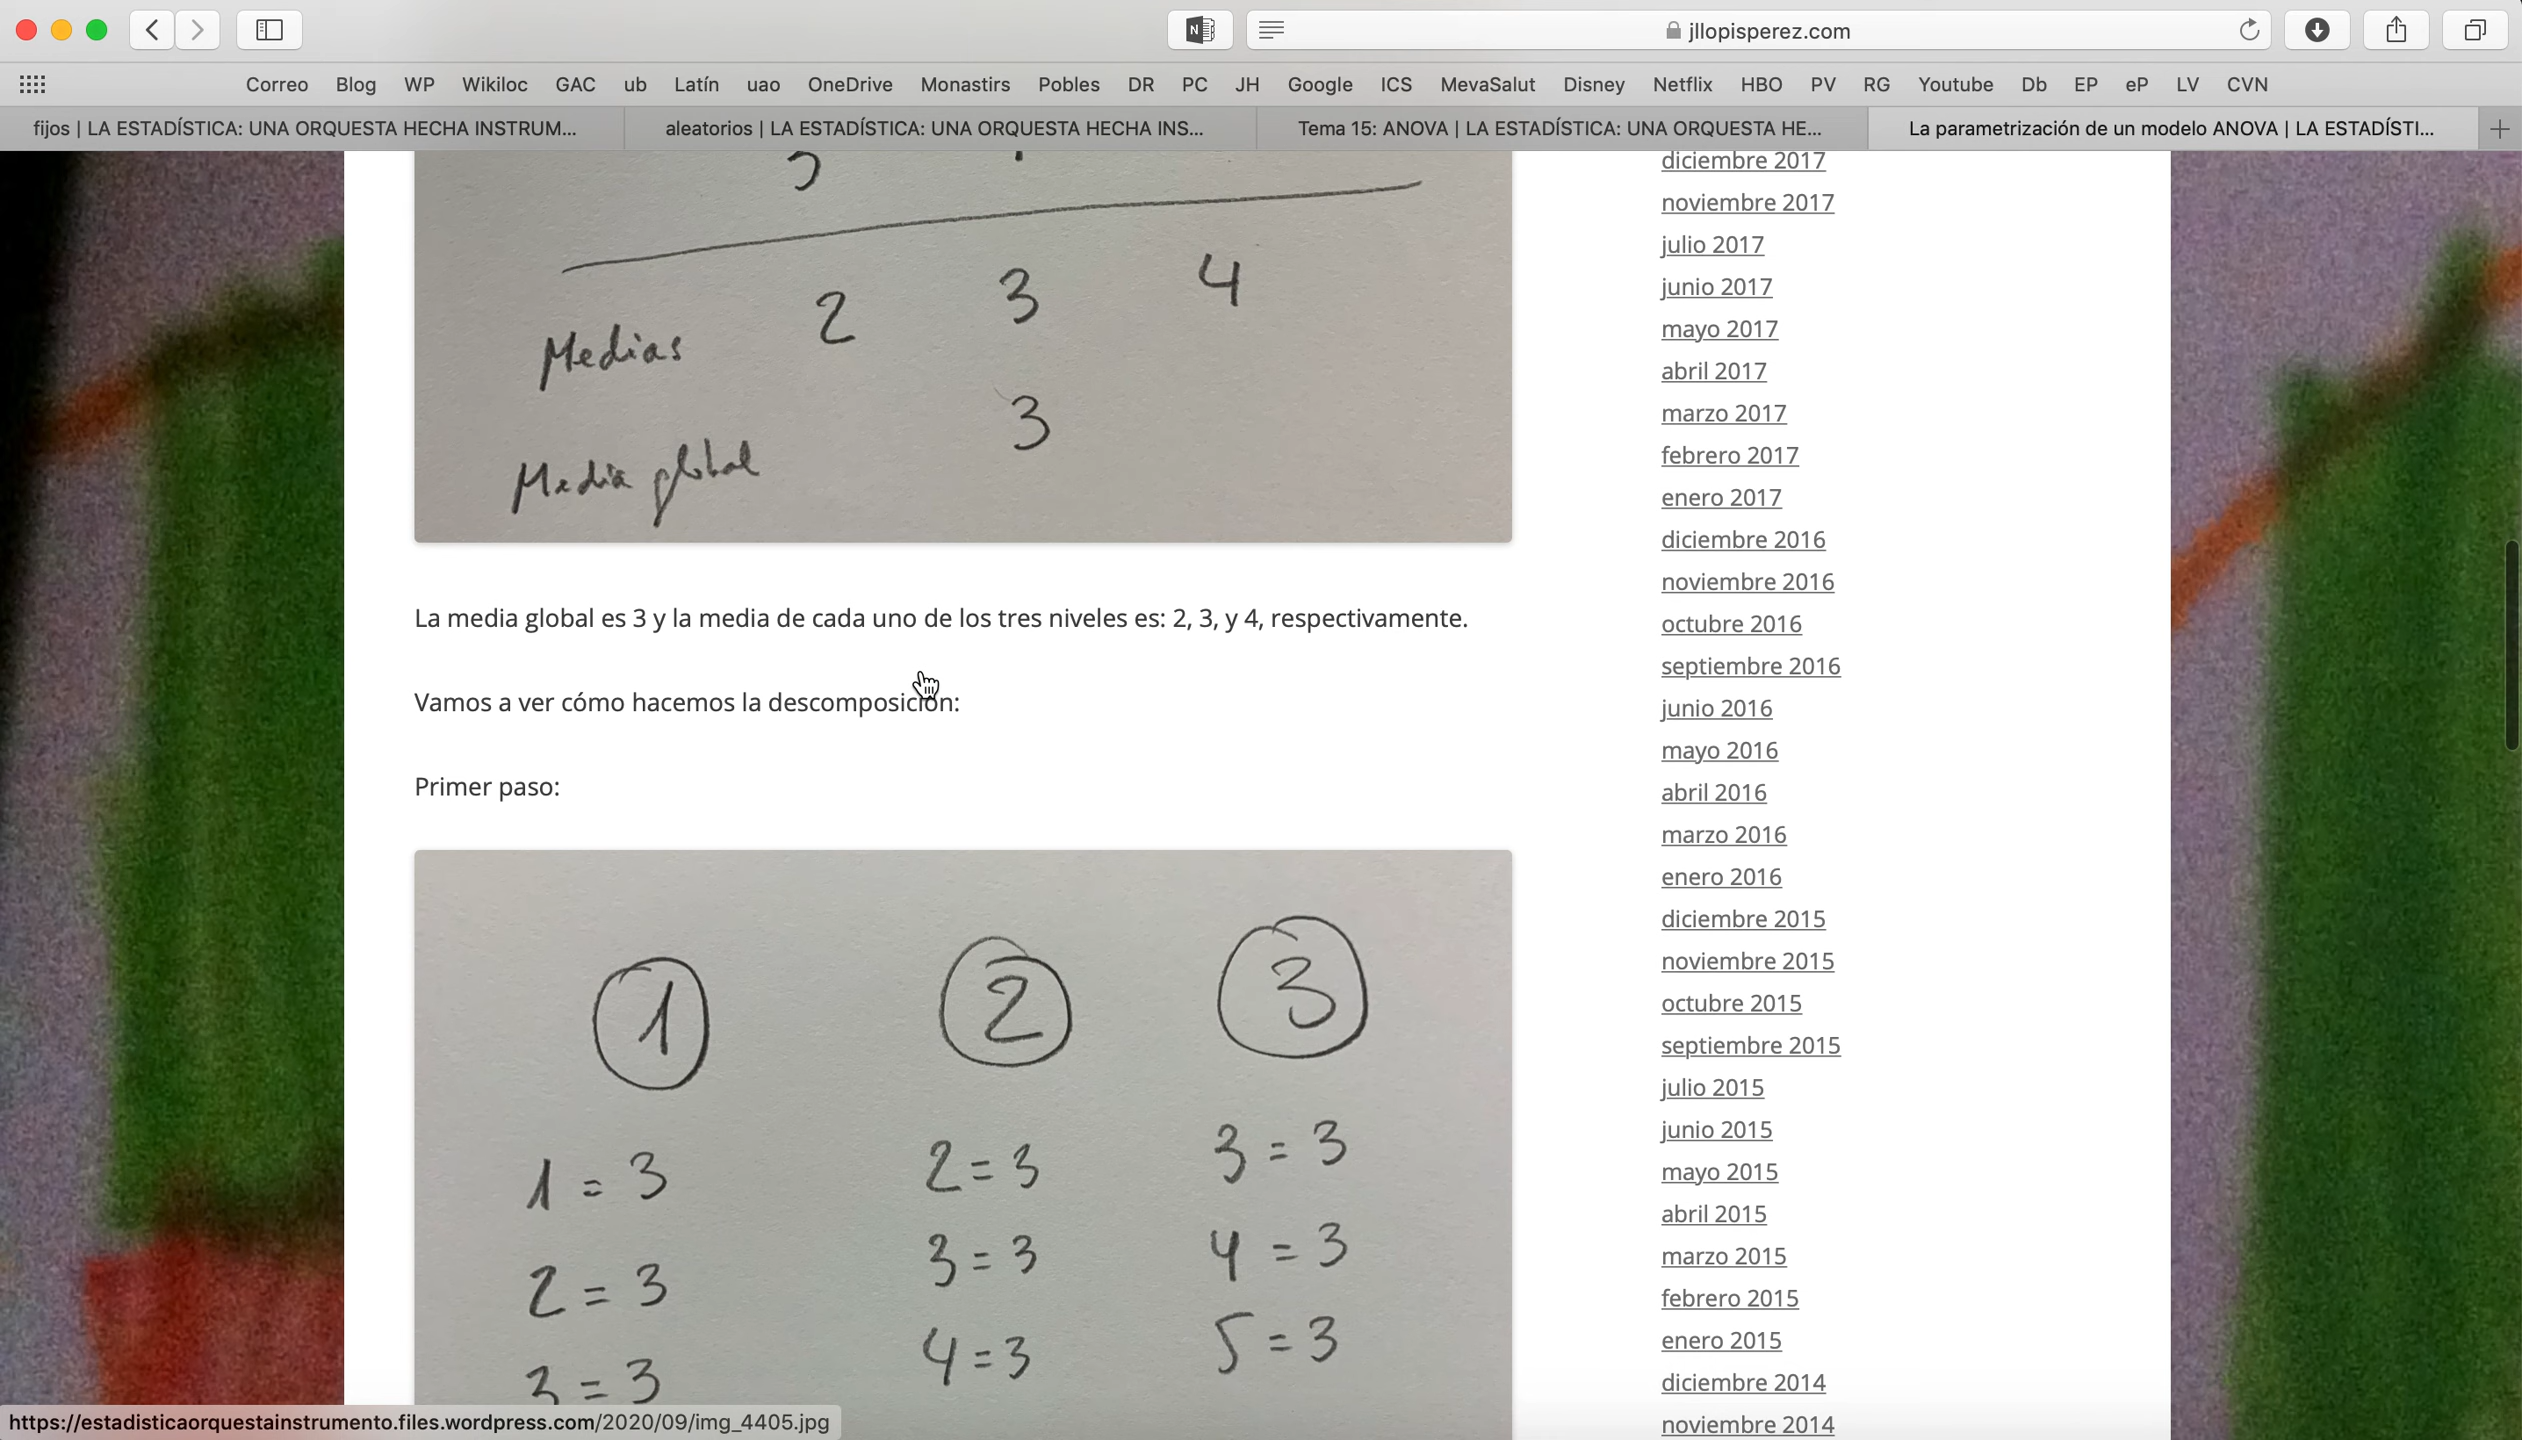 jllopisperez.com
Correo Blog WP Wikiloc GAC ub Latín uao OneDrive Monastirs Pobles DR PC JH Google ICS MevaSalut Disney Netflix HBO PV RG Youtube Db EP eP LV CVN
fijos | LA ESTADÍSTICA: UNA ORQUESTA HECHA INSTRUM...
aleatorios | LA ESTADÍSTICA: UNA ORQUESTA HECHA INS...
Tema 15: ANOVA | LA ESTADÍSTICA: UNA ORQUESTA HE...
La parametrización de un modelo ANOVA | LA ESTADÍSTI...
Medias 2 3 4
Media global 3
La media global es 3 y la media de cada uno de los tres niveles es: 2, 3, y 4, respectivamente.
Vamos a ver cómo hacemos la descomposición:
Primer paso:
1 2 3
1 = 3 2 = 3 3 = 3
2 = 3 3 = 3 4 = 3
3 = 3 4 = 3 5 = 3
diciembre 2017
noviembre 2017
julio 2017
junio 2017
mayo 2017
abril 2017
marzo 2017
febrero 2017
enero 2017
diciembre 2016
noviembre 2016
octubre 2016
septiembre 2016
junio 2016
mayo 2016
abril 2016
marzo 2016
enero 2016
diciembre 2015
noviembre 2015
octubre 2015
septiembre 2015
julio 2015
junio 2015
mayo 2015
abril 2015
marzo 2015
febrero 2015
enero 2015
diciembre 2014
noviembre 2014
https://estadisticaorquestainstrumento.files.wordpress.com/2020/09/img_4405.jpg